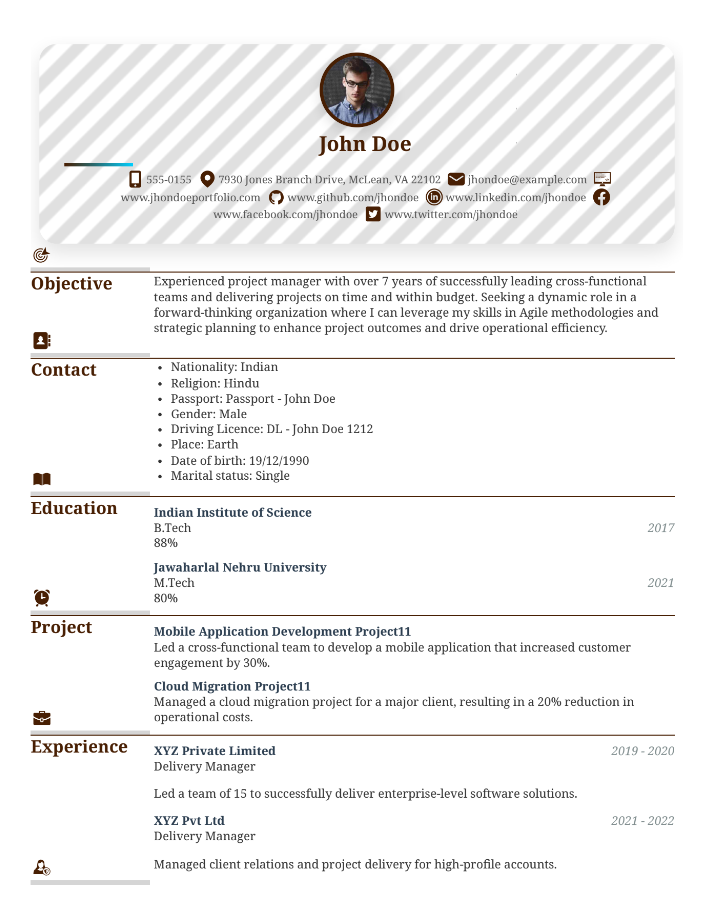 John Doe
555-0155 7930 Jones Branch Drive, McLean, VA 22102 jhondoe@example.com
www.jhondoeportfolio.com www.github.com/jhondoe www.linkedin.com/jhondoe
www.facebook.com/jhondoe www.twitter.com/jhondoe
Objective
Experienced project manager with over 7 years of successfully leading cross-functional
teams and delivering projects on time and within budget. Seeking a dynamic role in a
forward-thinking organization where I can leverage my skills in Agile methodologies and
strategic planning to enhance project outcomes and drive operational efficiency.
Contact
• Nationality: Indian
• Religion: Hindu
• Passport: Passport - John Doe
• Gender: Male
• Driving Licence: DL - John Doe 1212
• Place: Earth
• Date of birth: 19/12/1990
• Marital status: Single
Education
Indian Institute of Science
B.Tech 2017
88%
Jawaharlal Nehru University
M.Tech 2021
80%
Project
Mobile Application Development Project11
Led a cross-functional team to develop a mobile application that increased customer
engagement by 30%.
Cloud Migration Project11
Managed a cloud migration project for a major client, resulting in a 20% reduction in
operational costs.
Experience
XYZ Private Limited 2019 - 2020
Delivery Manager
Led a team of 15 to successfully deliver enterprise-level software solutions.
XYZ Pvt Ltd 2021 - 2022
Delivery Manager
Managed client relations and project delivery for high-profile accounts.